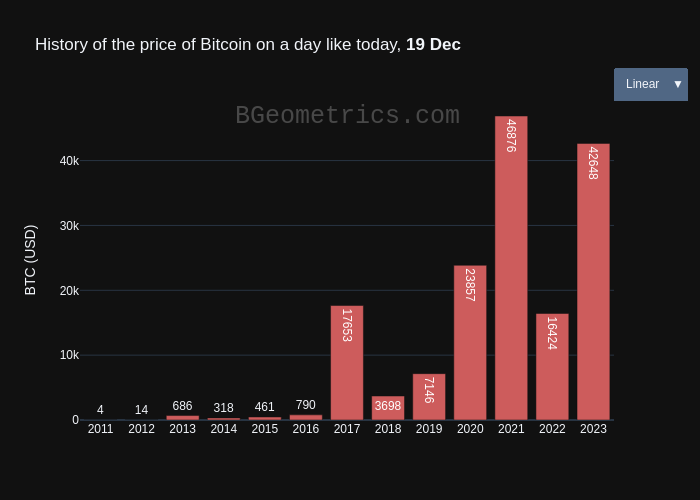 History of the price of Bitcoin on a day like today, 19 Dec
Linear ▼
BGeometrics.com
BTC (USD)
40k
30k
20k
10k
0
4
14
686
318
461
790
17653
3698
7146
23857
46876
16424
42648
2011 2012 2013 2014 2015 2016 2017 2018 2019 2020 2021 2022 2023